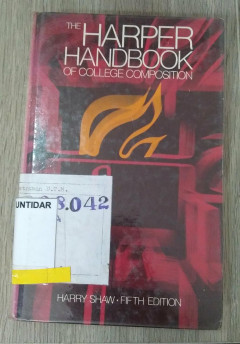 THE
HARPER
HANDBOOK
OF COLLEGE COMPOSITION
8.042
UNTIDAR
HARRY SHAW • FIFTH EDITION